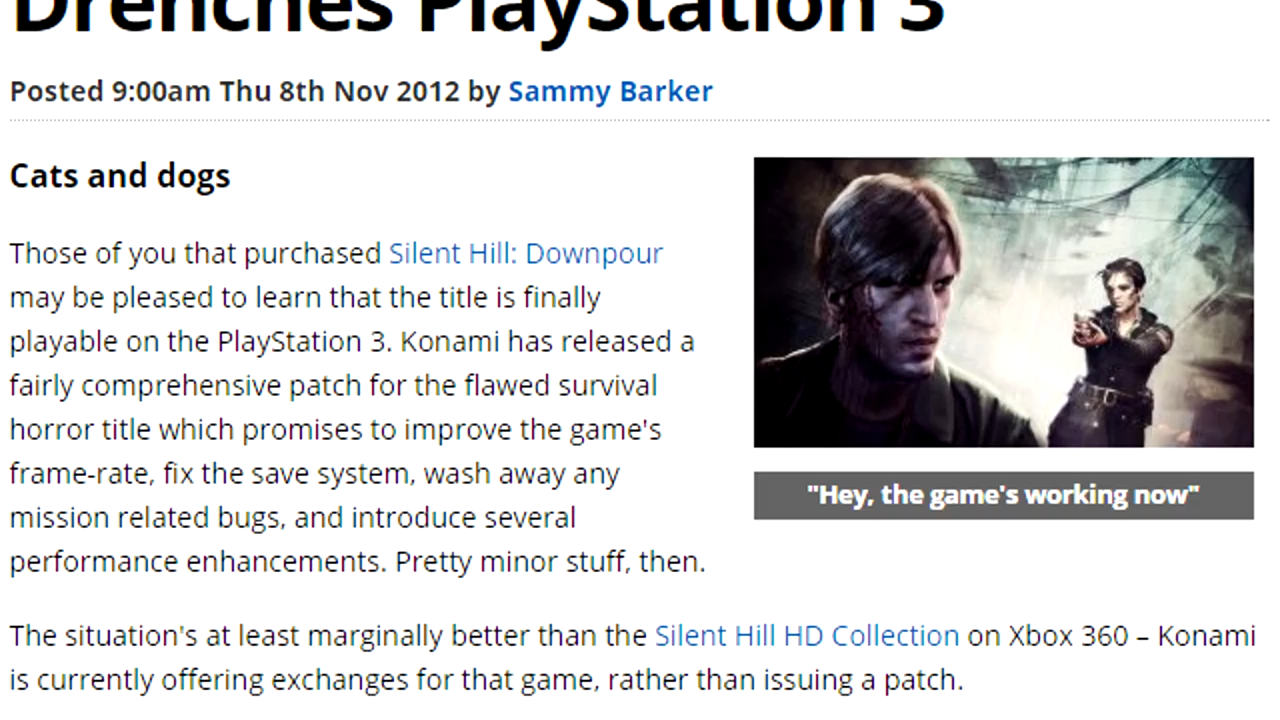 Drenches PlayStation 3
Posted 9:00am Thu 8th Nov 2012 by Sammy Barker
Cats and dogs
Those of you that purchased Silent Hill: Downpour
may be pleased to learn that the title is finally
playable on the PlayStation 3. Konami has released a
fairly comprehensive patch for the flawed survival
horror title which promises to improve the game's
frame-rate, fix the save system, wash away any
mission related bugs, and introduce several
performance enhancements. Pretty minor stuff, then.
"Hey, the game's working now"
The situation's at least marginally better than the Silent Hill HD Collection on Xbox 360 – Konami
is currently offering exchanges for that game, rather than issuing a patch.